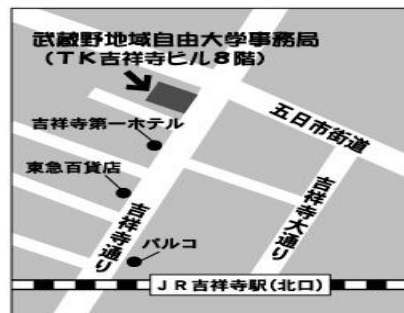 武蔵野地域自由大学事務局
(TK吉祥寺ビル8階)
五日市街道
吉祥寺第一ホテル
東急百貨店
吉祥寺通り
吉祥寺大通り
パルコ
JR吉祥寺駅(北口)